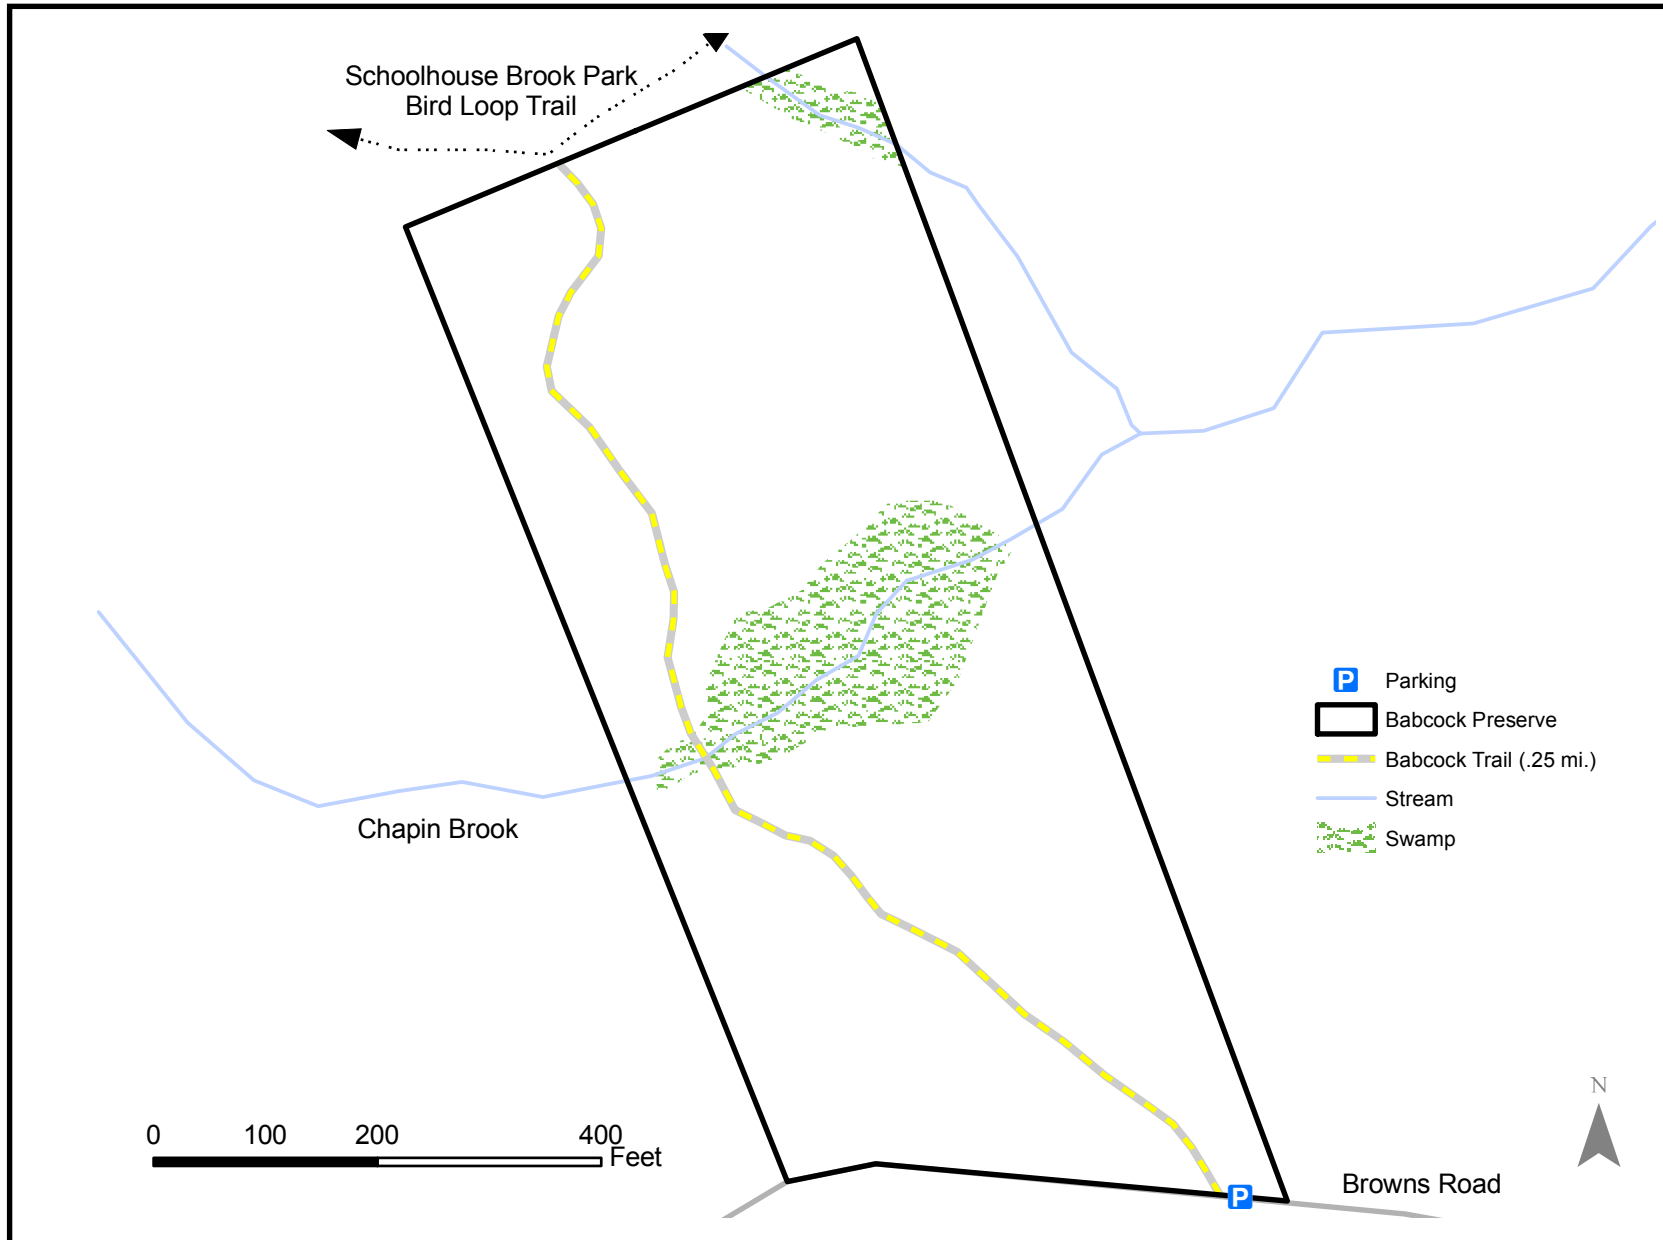 Schoolhouse Brook Park
Bird Loop Trail
P Parking
Babcock Preserve
Babcock Trail (.25 mi.)
Stream
Swamp
Chapin Brook
N
0 100 200 400
Feet
Browns Road
P